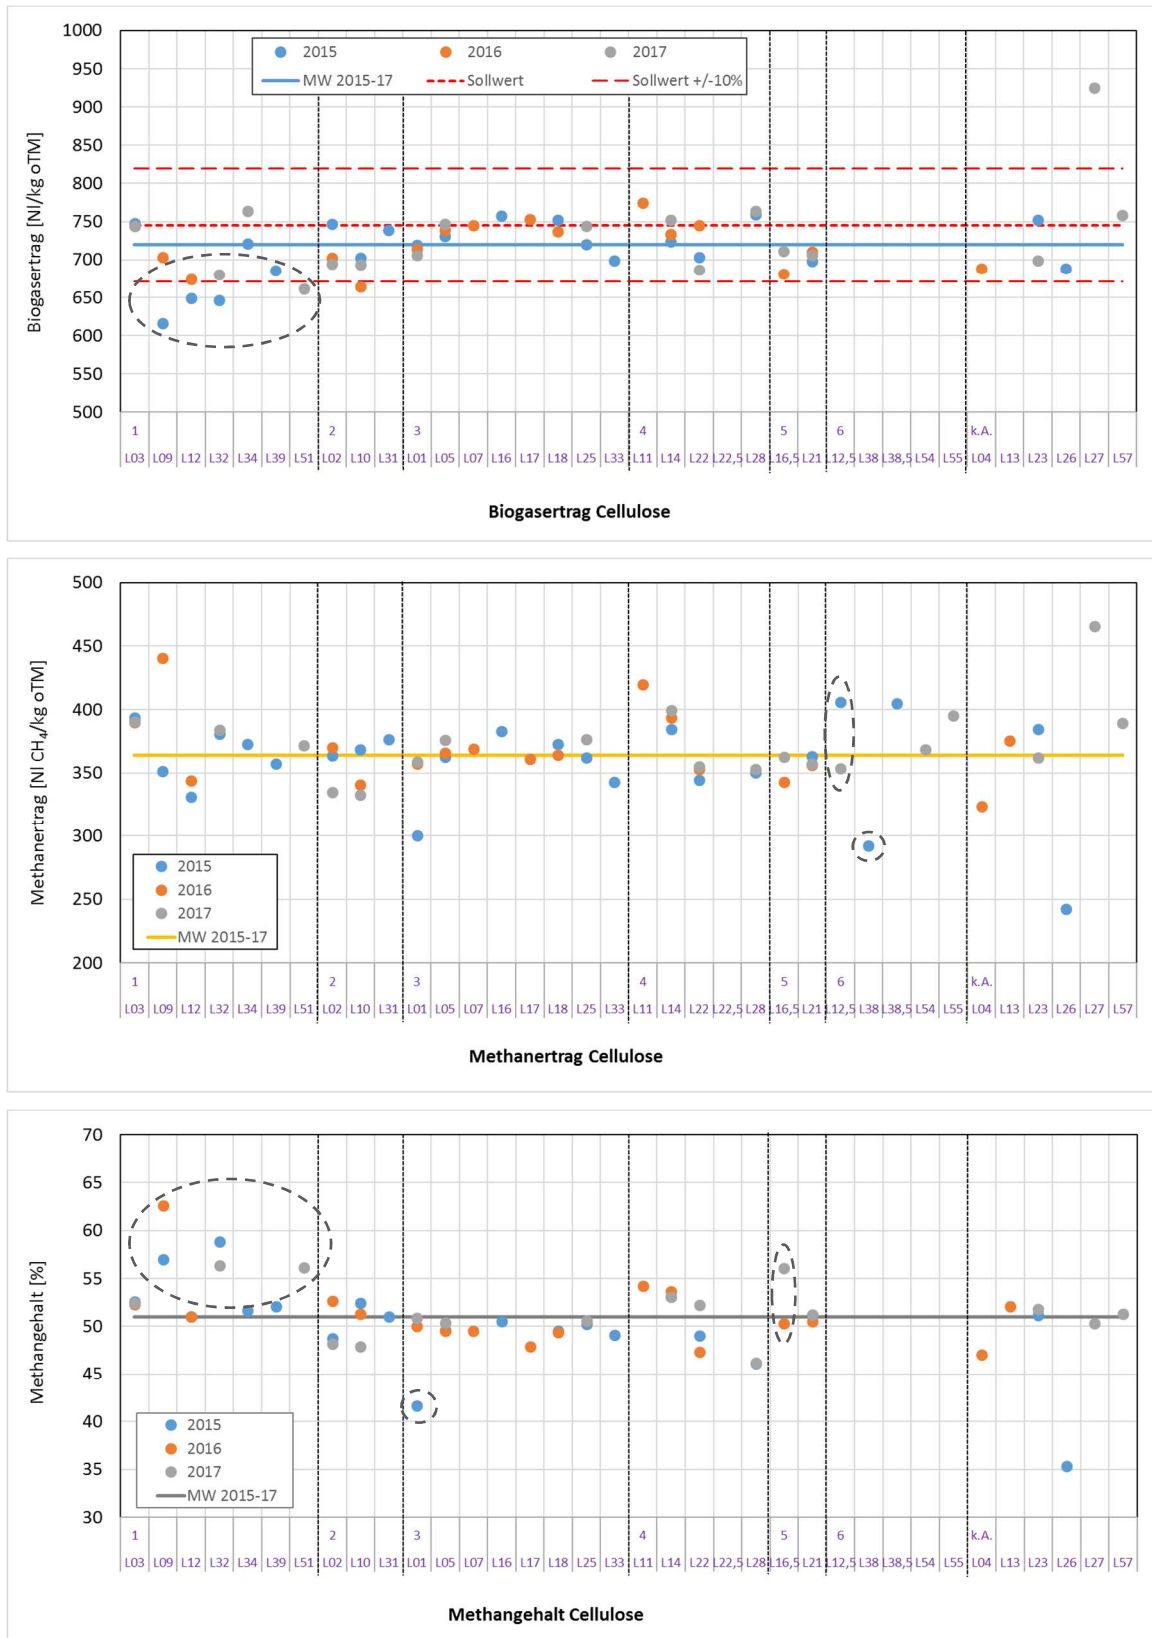 1000
950
900
850
800
750
700
650
600
550
500
Biogasertrag [Nl/kg oTM]
2015 2016 2017
MW 2015-17 Sollwert Sollwert +/-10%
1 2 3 4 5 6 k.A.
L03 L09 L12 L32 L34 L39 L51 L02 L10 L31 L01 L05 L07 L16 L17 L18 L25 L33 L11 L14 L22 L22,5 L28 L16,5 L21 L12,5 L38 L38,5 L54 L55 L04 L13 L23 L26 L27 L57
Biogasertrag Cellulose
500
450
400
350
300
250
200
Methanertrag [Nl CH₄/kg oTM]
2015
2016
2017
MW 2015-17
1 2 3 4 5 6 k.A.
L03 L09 L12 L32 L34 L39 L51 L02 L10 L31 L01 L05 L07 L16 L17 L18 L25 L33 L11 L14 L22 L22,5 L28 L16,5 L21 L12,5 L38 L38,5 L54 L55 L04 L13 L23 L26 L27 L57
Methanertrag Cellulose
70
65
60
55
50
45
40
35
30
Methangehalt [%]
2015
2016
2017
MW 2015-17
1 2 3 4 5 6 k.A.
L03 L09 L12 L32 L34 L39 L51 L02 L10 L31 L01 L05 L07 L16 L17 L18 L25 L33 L11 L14 L22 L22,5 L28 L16,5 L21 L12,5 L38 L38,5 L54 L55 L04 L13 L23 L26 L27 L57
Methangehalt Cellulose